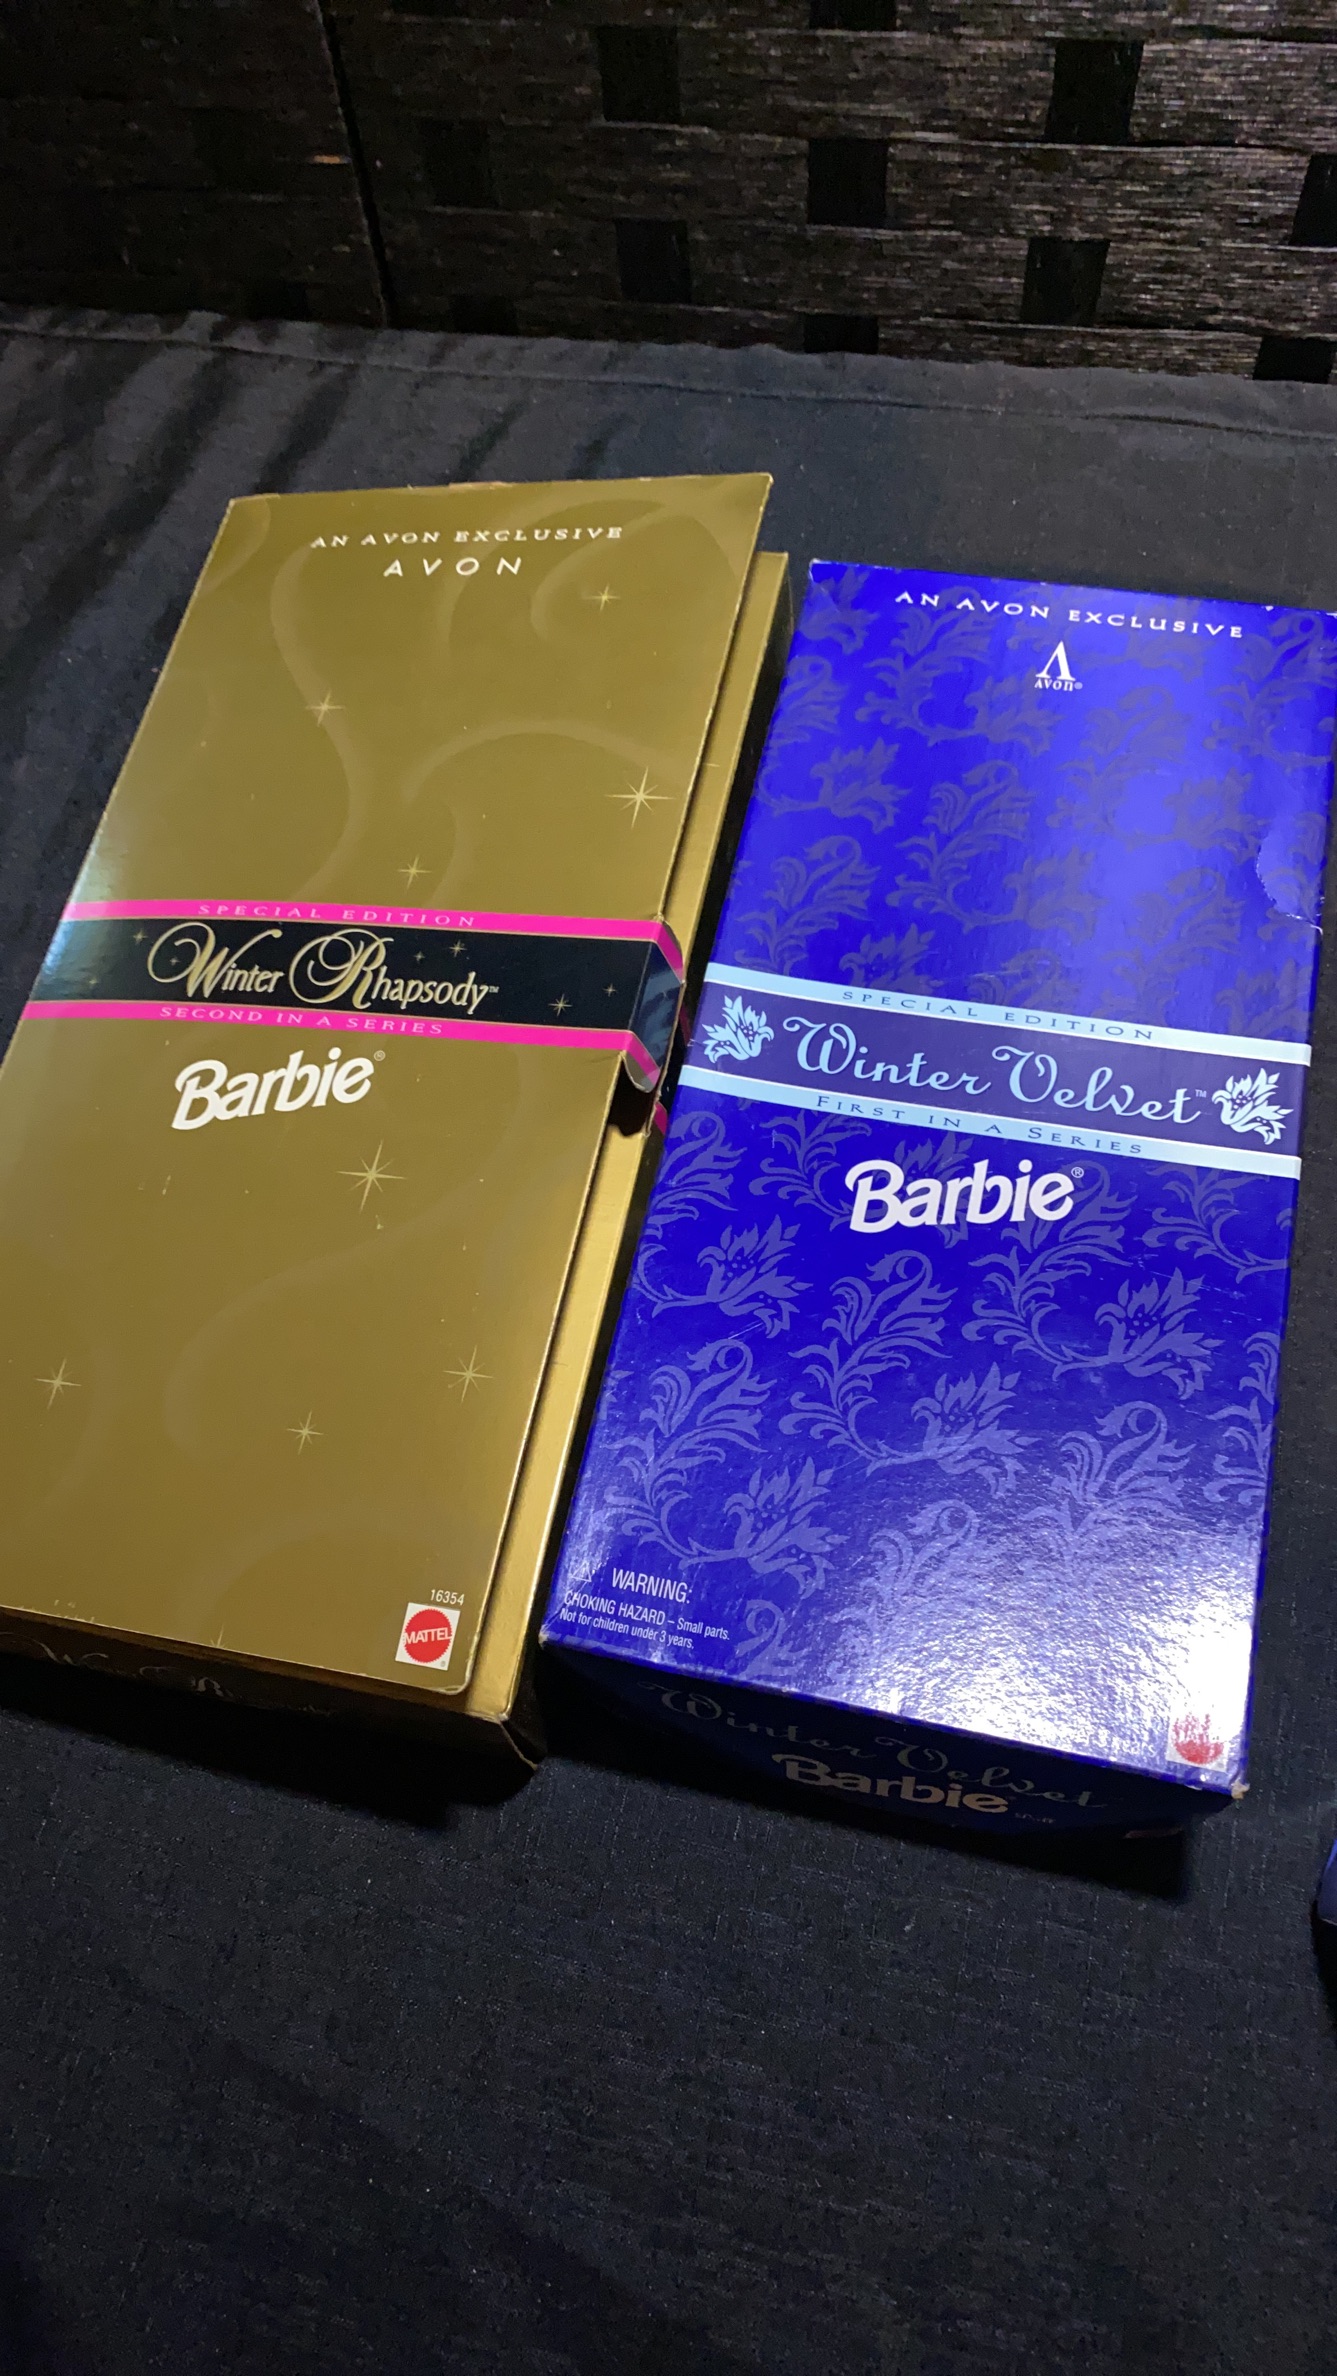 AN AVON EXCLUSIVE
AVON
SPECIAL EDITION
Winter Rhapsody™
SECOND IN A SERIES
Barbie®
16354
MATTEL
®
AN AVON EXCLUSIVE
AVON®
SPECIAL EDITION
Winter Velvet™
FIRST IN A SERIES
Barbie®
WARNING:
CHOKING HAZARD – Small parts.
Not for children under 3 years.
Winter Velvet
Barbie